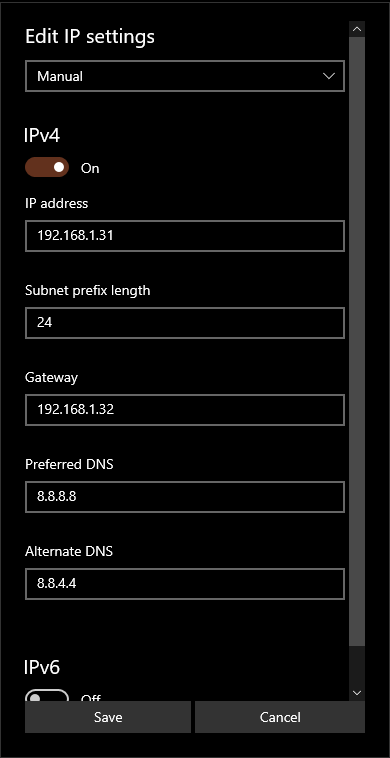 Edit IP settings
Manual
IPv4
On
IP address
192.168.1.31
Subnet prefix length
24
Gateway
192.168.1.32
Preferred DNS
8.8.8.8
Alternate DNS
8.8.4.4
IPv6
Off
Save
Cancel